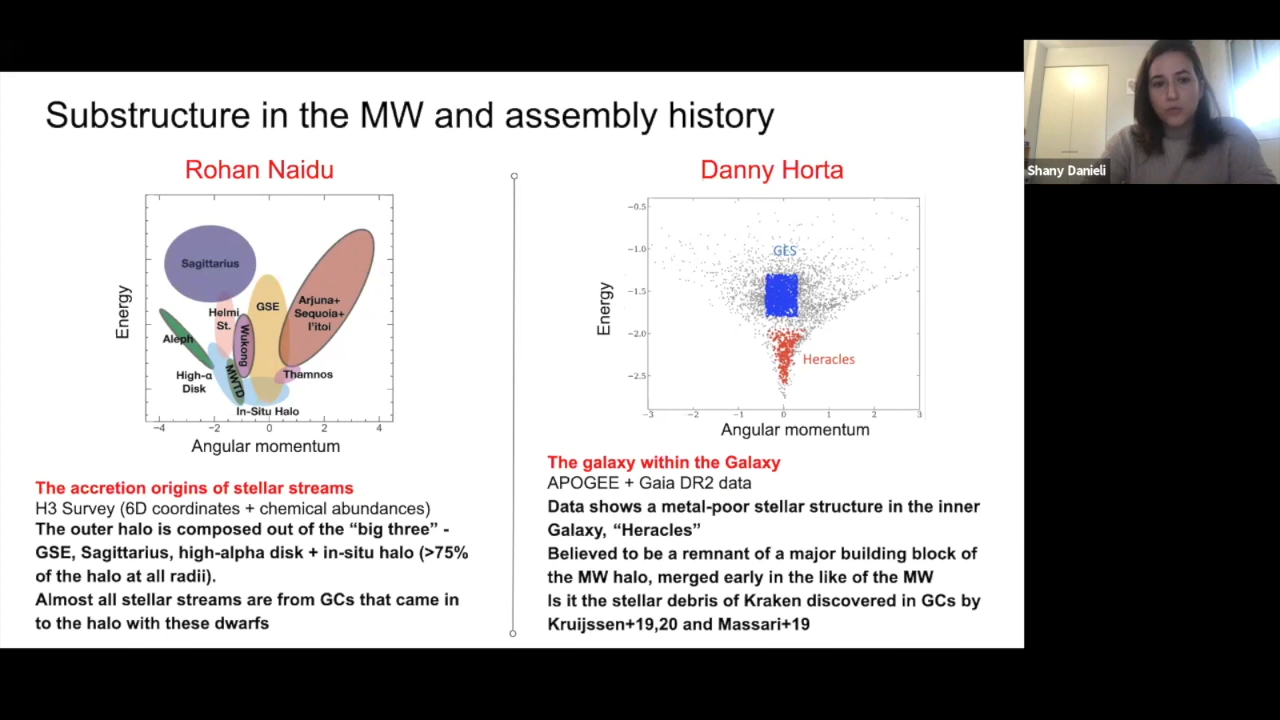 Substructure in the MW and assembly history
Rohan Naidu
Energy
Sagittarius
Helmi
St.
GSE
Arjuna+
Sequoia+
I'itoi
Wukong
Aleph
High-α
Disk
MWTD
Thamnos
In-Situ Halo
−4 −2 0 2 4
Angular momentum
The accretion origins of stellar streams
H3 Survey (6D coordinates + chemical abundances)
The outer halo is composed out of the “big three” -
GSE, Sagittarius, high-alpha disk + in-situ halo (>75%
of the halo at all radii).
Almost all stellar streams are from GCs that came in
to the halo with these dwarfs
Danny Horta
Energy
−0.5
−1.0
−1.5
−2.0
−2.5
GES
Heracles
−3 −2 −1 0 1 2 3
Angular momentum
The galaxy within the Galaxy
APOGEE + Gaia DR2 data
Data shows a metal-poor stellar structure in the inner
Galaxy, “Heracles”
Believed to be a remnant of a major building block of
the MW halo, merged early in the like of the MW
Is it the stellar debris of Kraken discovered in GCs by
Kruijssen+19,20 and Massari+19
Shany Danieli